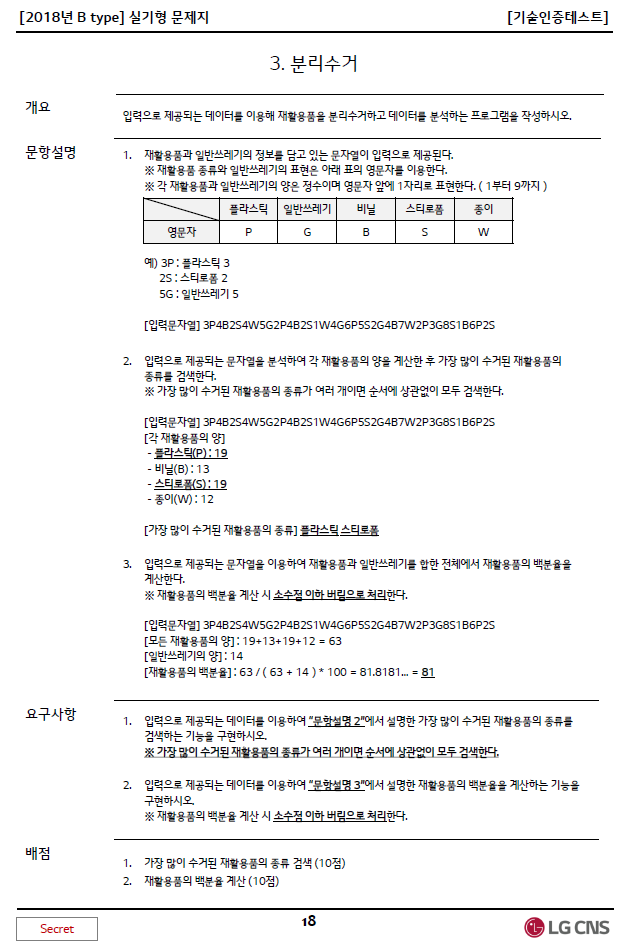 [2018년 B type] 실기형 문제지 [기술인증테스트]
3. 분리수거
개요
입력으로 제공되는 데이터를 이용해 재활용품을 분리수거하고 데이터를 분석하는 프로그램을 작성하시오.
문항설명
1. 재활용품과 일반쓰레기의 정보를 담고 있는 문자열이 입력으로 제공된다.
※ 재활용품 종류와 일반쓰레기의 표현은 아래 표의 영문자를 이용한다.
※ 각 재활용품과 일반쓰레기의 양은 정수이며 영문자 앞에 1자리로 표현한다. ( 1부터 9까지 )
플라스틱 일반쓰레기 비닐 스티로폼 종이
영문자 P G B S W
예) 3P : 플라스틱 3
2S : 스티로폼 2
5G : 일반쓰레기 5
[입력문자열] 3P4B2S4W5G2P4B2S1W4G6P5S2G4B7W2P3G8S1B6P2S
2. 입력으로 제공되는 문자열을 분석하여 각 재활용품의 양을 계산한 후 가장 많이 수거된 재활용품의
종류를 검색한다.
※ 가장 많이 수거된 재활용품의 종류가 여러 개이면 순서에 상관없이 모두 검색한다.
[입력문자열] 3P4B2S4W5G2P4B2S1W4G6P5S2G4B7W2P3G8S1B6P2S
[각 재활용품의 양]
- 플라스틱(P) : 19
- 비닐(B) : 13
- 스티로폼(S) : 19
- 종이(W) : 12
[가장 많이 수거된 재활용품의 종류] 플라스틱 스티로폼
3. 입력으로 제공되는 문자열을 이용하여 재활용품과 일반쓰레기를 합한 전체에서 재활용품의 백분율을
계산한다.
※ 재활용품의 백분율 계산 시 소수점 이하 버림으로 처리한다.
[입력문자열] 3P4B2S4W5G2P4B2S1W4G6P5S2G4B7W2P3G8S1B6P2S
[모든 재활용품의 양] : 19+13+19+12 = 63
[일반쓰레기의 양] : 14
[재활용품의 백분율] : 63 / ( 63 + 14 ) * 100 = 81.8181... = 81
요구사항
1. 입력으로 제공되는 데이터를 이용하여 "문항설명 2"에서 설명한 가장 많이 수거된 재활용품의 종류를
검색하는 기능을 구현하시오.
※ 가장 많이 수거된 재활용품의 종류가 여러 개이면 순서에 상관없이 모두 검색한다.
2. 입력으로 제공되는 데이터를 이용하여 "문항설명 3"에서 설명한 재활용품의 백분율을 계산하는 기능을
구현하시오.
※ 재활용품의 백분율 계산 시 소수점 이하 버림으로 처리한다.
배점
1. 가장 많이 수거된 재활용품의 종류 검색 (10점)
2. 재활용품의 백분율 계산 (10점)
Secret 18 LG CNS